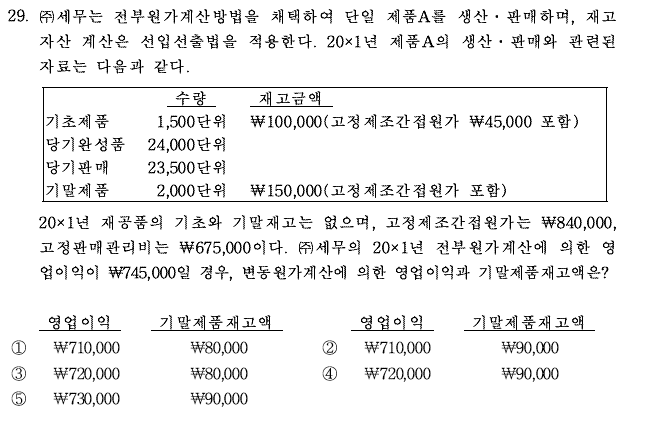 29. ㈜세무는 전부원가계산방법을 채택하여 단일 제품A를 생산·판매하며, 재고
자산 계산은 선입선출법을 적용한다. 20×1년 제품A의 생산·판매와 관련된
자료는 다음과 같다.
수량 재고금액
기초제품 1,500단위 ₩100,000(고정제조간접원가 ₩45,000 포함)
당기완성품 24,000단위
당기판매 23,500단위
기말제품 2,000단위 ₩150,000(고정제조간접원가 포함)
20×1년 재공품의 기초와 기말재고는 없으며, 고정제조간접원가는 ₩840,000,
고정판매관리비는 ₩675,000이다. ㈜세무의 20×1년 전부원가계산에 의한 영
업이익이 ₩745,000일 경우, 변동원가계산에 의한 영업이익과 기말제품재고액은?
영업이익 기말제품재고액 영업이익 기말제품재고액
① ₩710,000 ₩80,000 ② ₩710,000 ₩90,000
③ ₩720,000 ₩80,000 ④ ₩720,000 ₩90,000
⑤ ₩730,000 ₩90,000